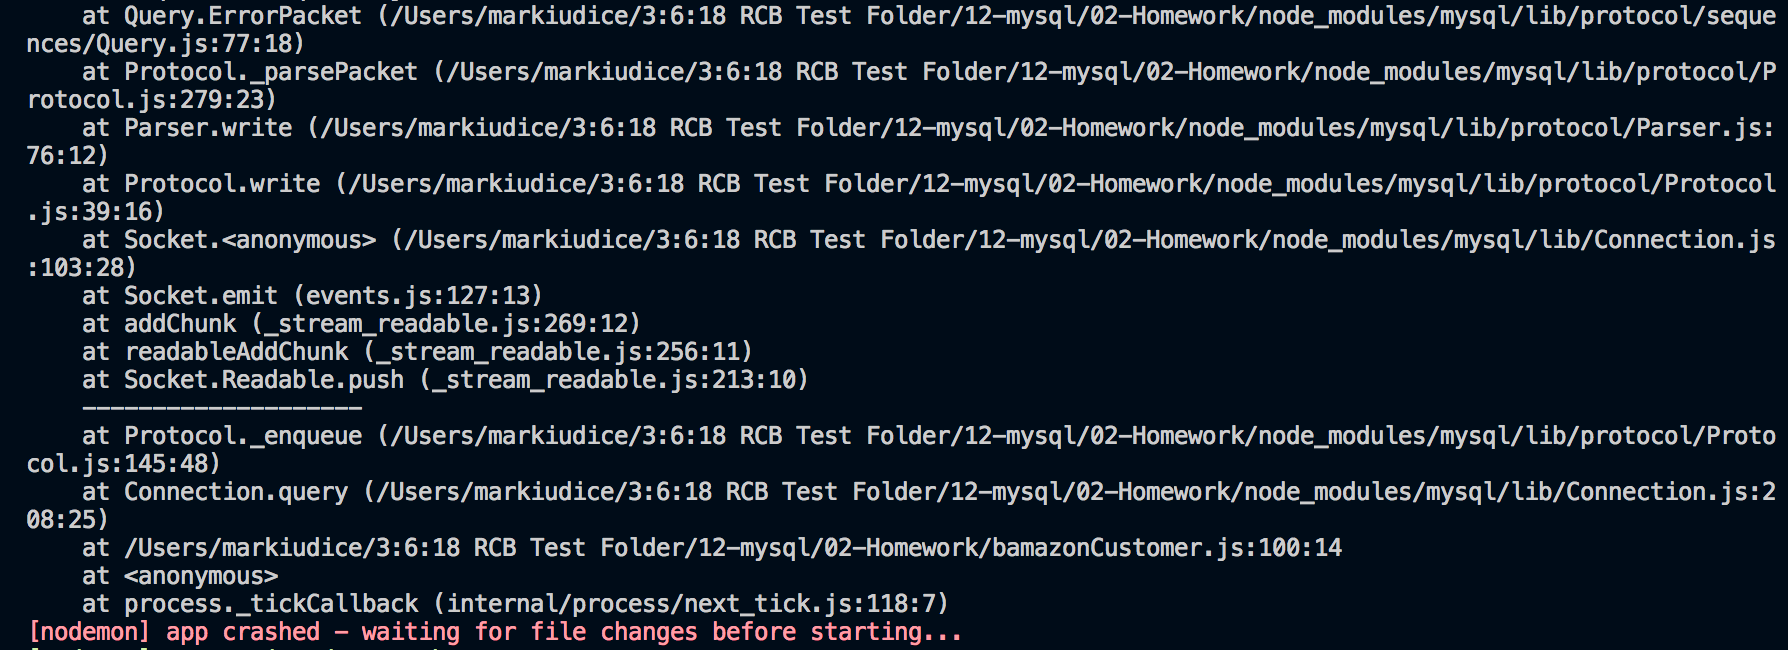 at Query.ErrorPacket (/Users/markiudice/3:6:18 RCB Test Folder/12-mysql/02-Homework/node_modules/mysql/lib/protocol/seque
nces/Query.js:77:18)
at Protocol._parsePacket (/Users/markiudice/3:6:18 RCB Test Folder/12-mysql/02-Homework/node_modules/mysql/lib/protocol/P
rotocol.js:279:23)
at Parser.write (/Users/markiudice/3:6:18 RCB Test Folder/12-mysql/02-Homework/node_modules/mysql/lib/protocol/Parser.js:
76:12)
at Protocol.write (/Users/markiudice/3:6:18 RCB Test Folder/12-mysql/02-Homework/node_modules/mysql/lib/protocol/Protocol
.js:39:16)
at Socket.<anonymous> (/Users/markiudice/3:6:18 RCB Test Folder/12-mysql/02-Homework/node_modules/mysql/lib/Connection.js
:103:28)
at Socket.emit (events.js:127:13)
at addChunk (_stream_readable.js:269:12)
at readableAddChunk (_stream_readable.js:256:11)
at Socket.Readable.push (_stream_readable.js:213:10)
--------------------
at Protocol._enqueue (/Users/markiudice/3:6:18 RCB Test Folder/12-mysql/02-Homework/node_modules/mysql/lib/protocol/Proto
col.js:145:48)
at Connection.query (/Users/markiudice/3:6:18 RCB Test Folder/12-mysql/02-Homework/node_modules/mysql/lib/Connection.js:2
08:25)
at /Users/markiudice/3:6:18 RCB Test Folder/12-mysql/02-Homework/bamazonCustomer.js:100:14
at <anonymous>
at process._tickCallback (internal/process/next_tick.js:118:7)
[nodemon] app crashed - waiting for file changes before starting...